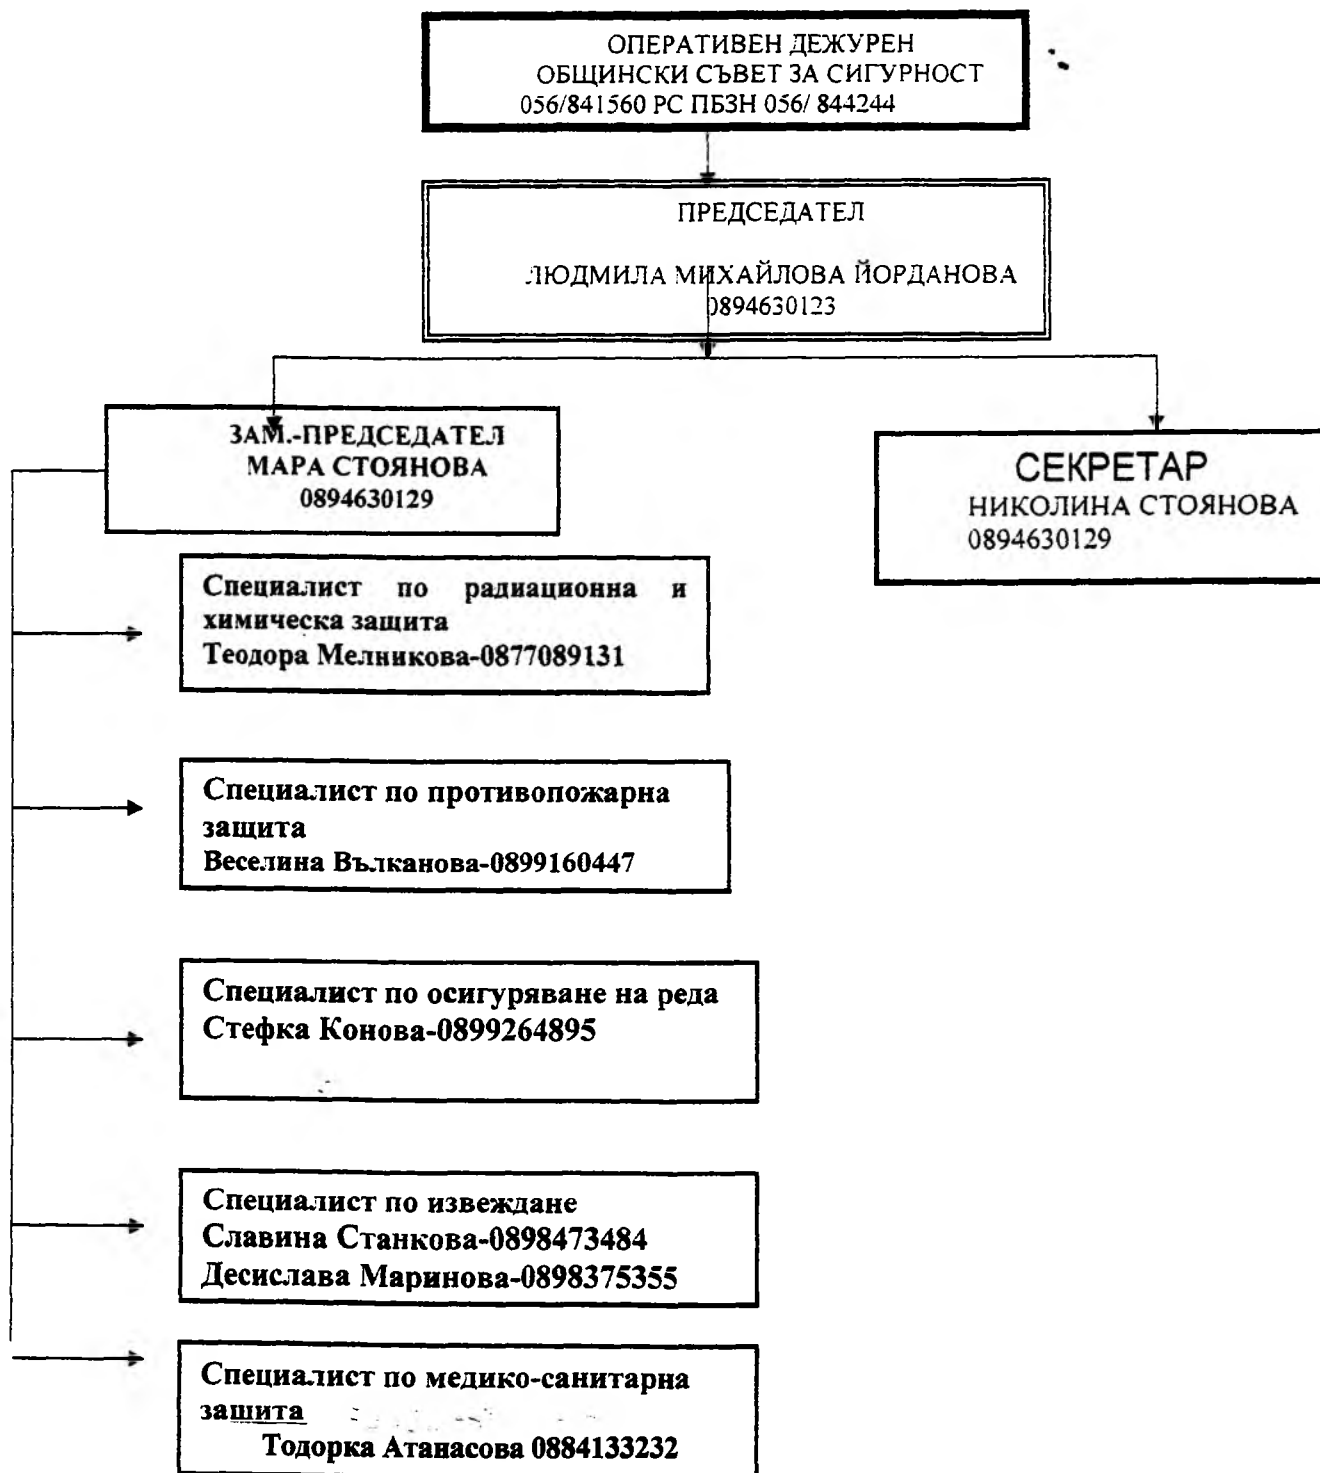 ОПЕРАТИВЕН ДЕЖУРЕН
ОБЩИНСКИ СЪВЕТ ЗА СИГУРНОСТ
056/841560 РС ПБЗН 056/ 844244
ПРЕДСЕДАТЕЛ
ЛЮДМИЛА МИХАЙЛОВА ЙОРДАНОВА
0894630123
ЗАМ.-ПРЕДСЕДАТЕЛ
МАРА СТОЯНОВА
0894630129
СЕКРЕТАР
НИКОЛИНА СТОЯНОВА
0894630129
Специалист по радиационна и
химическа защита
Теодора Мелникова-0877089131
Специалист по противопожарна
защита
Веселина Вълканова-0899160447
Специалист по осигуряване на реда
Стефка Конова-0899264895
Специалист по извеждане
Славина Станкова-0898473484
Десислава Маринова-0898375355
Специалист по медико-санитарна
защита
Тодорка Атанасова 0884133232